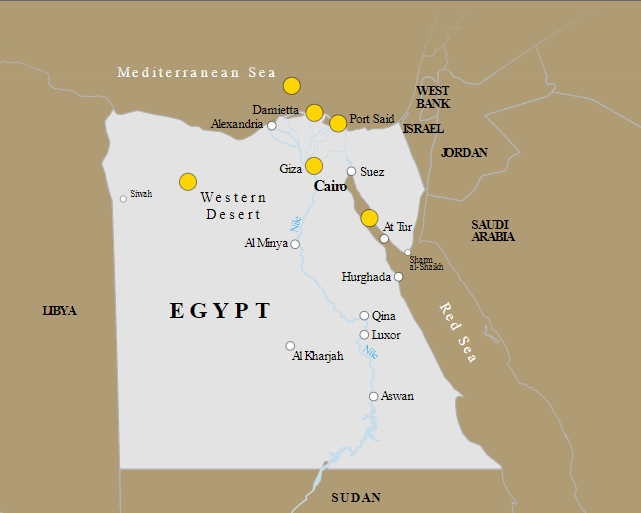 Mediterranean Sea
WEST
BANK
Damietta
Port Said
Alexandria
ISRAEL
JORDAN
Giza
Suez
Cairo
Siwah
Western
Desert
At Tur
SAUDI
ARABIA
Nile
Al Minya
Sharm
al-Shaikh
Hurghada
LIBYA
EGYPT
Red Sea
Qina
Luxor
Nile
Al Kharjah
Aswan
SUDAN